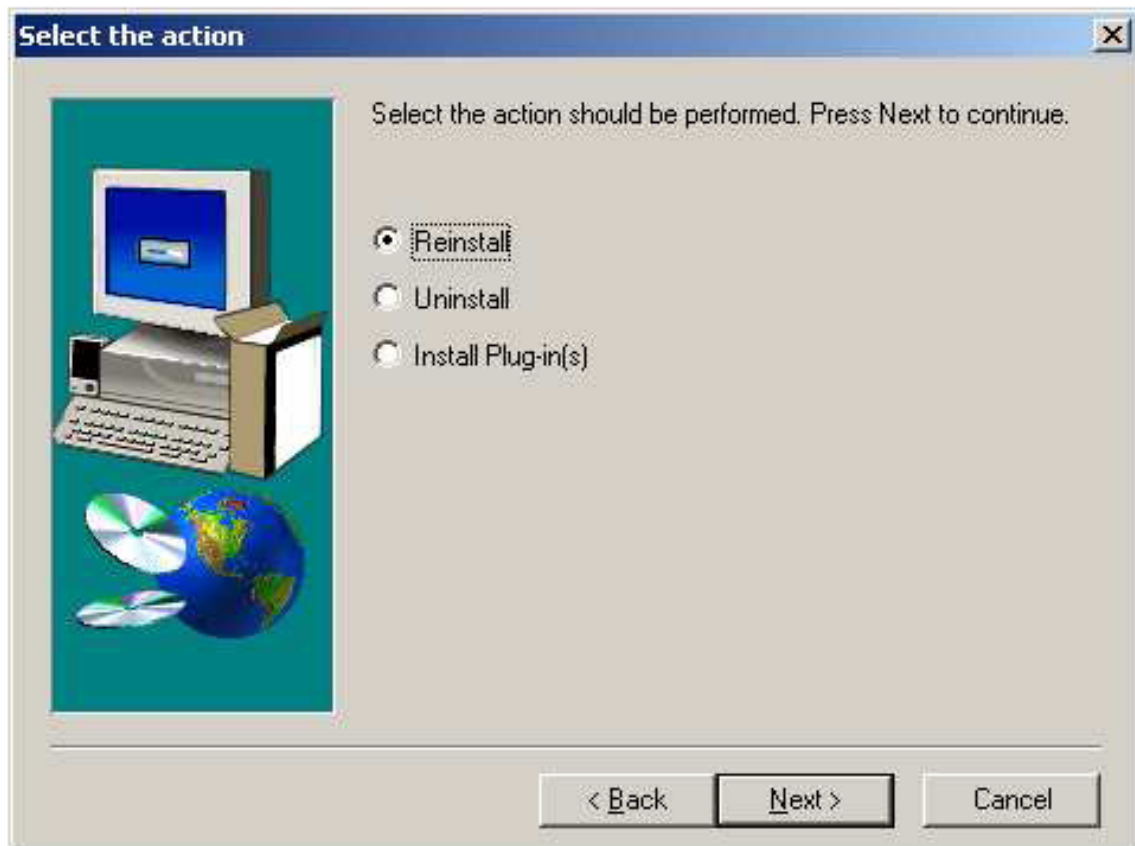 Select the action
Select the action should be performed. Press Next to continue.
Reinstall
Uninstall
Install Plug-in(s)
< Back
Next >
Cancel